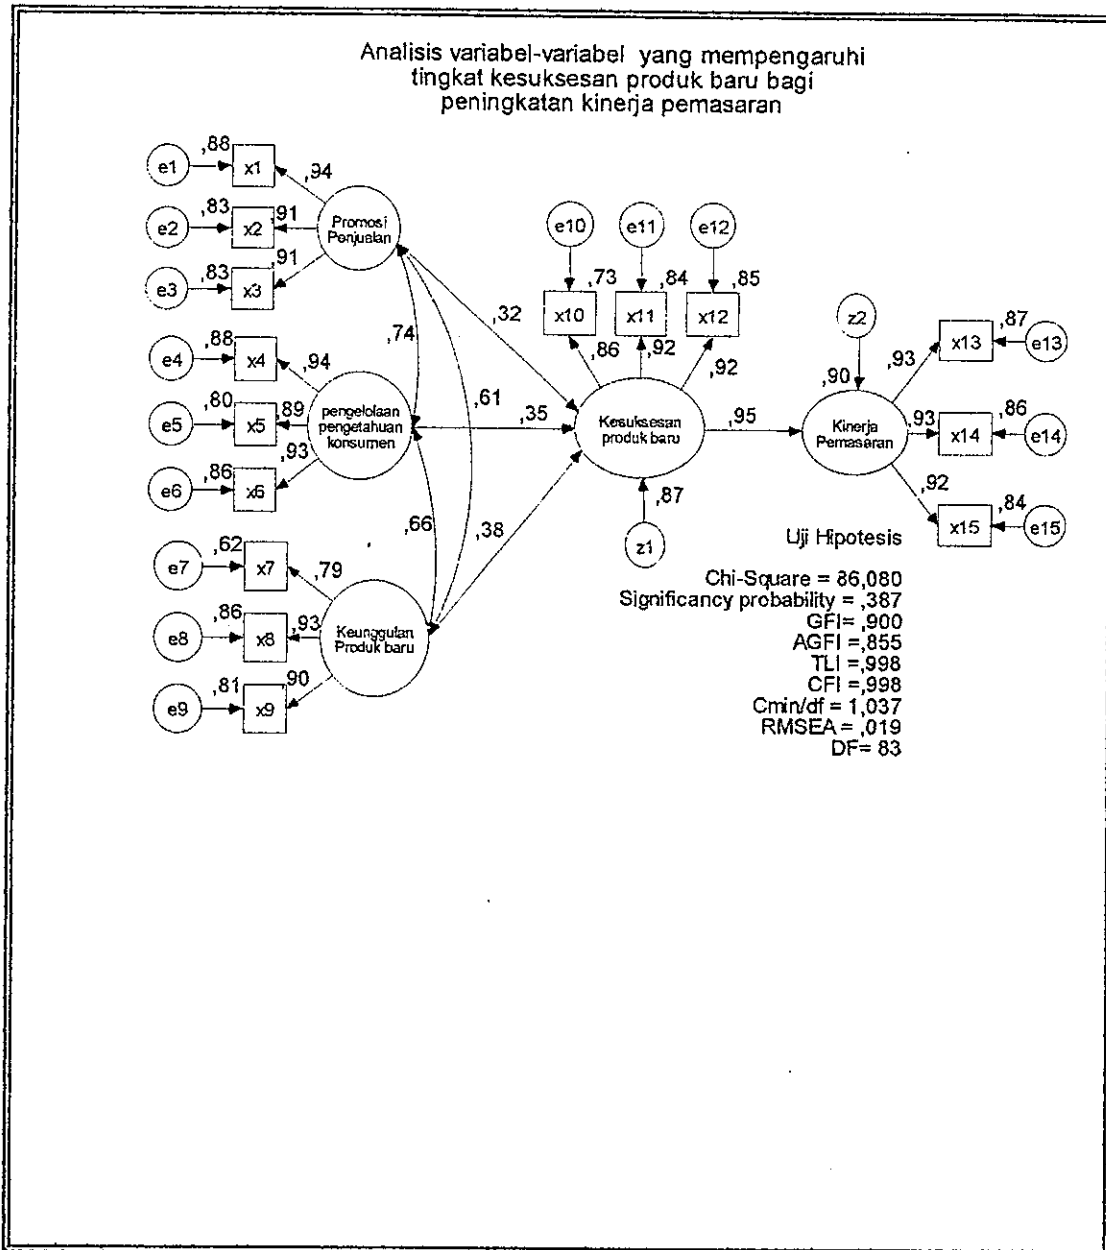 Analisis variabel-variabel yang mempengaruhi
tingkat kesuksesan produk baru bagi
peningkatan kinerja pemasaran
e1
,88
x1
,94
e2
,83
x2
,91
Promosi
Penjualan
e3
,83
x3
,91
e4
,88
x4
,94
e5
,80
x5
,89
pengelolaan
pengetahuan
konsumen
e6
,86
x6
,93
e7
,62
x7
,79
e8
,86
x8
,93
Keunggulan
Produk baru
e9
,81
x9
,90
,74
,61
,66
,32
,35
,38
e10
e11
e12
,73
,84
,85
x10
x11
x12
,86
,92
,92
Kesuksesan
produk baru
,87
z1
,95
z2
,90
Kinerja
Pemasaran
,93
x13
,87
e13
,93
x14
,86
e14
,92
x15
,84
e15
Uji Hipotesis
Chi-Square = 86,080
Significancy probability = ,387
GFI= ,900
AGFI =,855
TLI =,998
CFI =,998
Cmin/df = 1,037
RMSEA = ,019
DF= 83